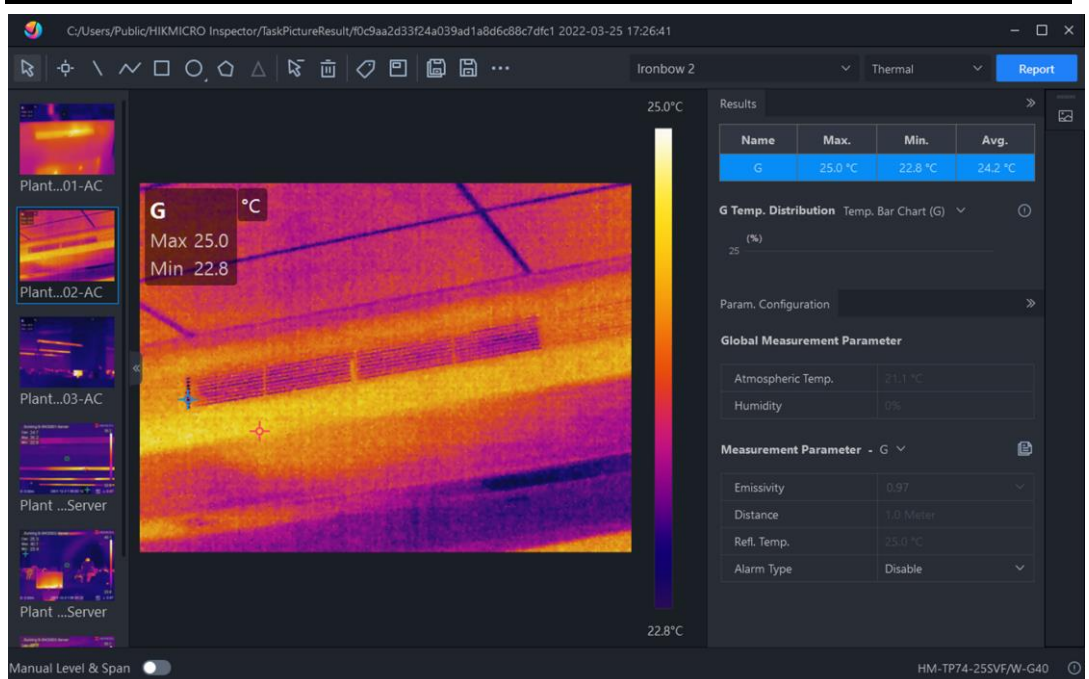 C:/Users/Public/HIKMICRO Inspector/TaskPictureResult/f0c9aa2d33f24a039ad1a8d6c88c7dfc1 2022-03-25 17:26:41
Ironbow 2
Thermal
Report
Plant...01-AC
Plant...02-AC
Plant...03-AC
Plant ...Server
Plant ...Server
G °C
Max 25.0
Min 22.8
25.0°C
22.8°C
Results
Name Max. Min. Avg.
G 25.0 °C 22.8 °C 24.2 °C
G Temp. Distribution Temp. Bar Chart (G)
(%)
25
Param. Configuration
Global Measurement Parameter
Atmospheric Temp. 21.1 °C
Humidity 0%
Measurement Parameter - G
Emissivity 0.97
Distance 1.0 Meter
Refl. Temp. 25.0 °C
Alarm Type Disable
Manual Level & Span
HM-TP74-25SVF/W-G40